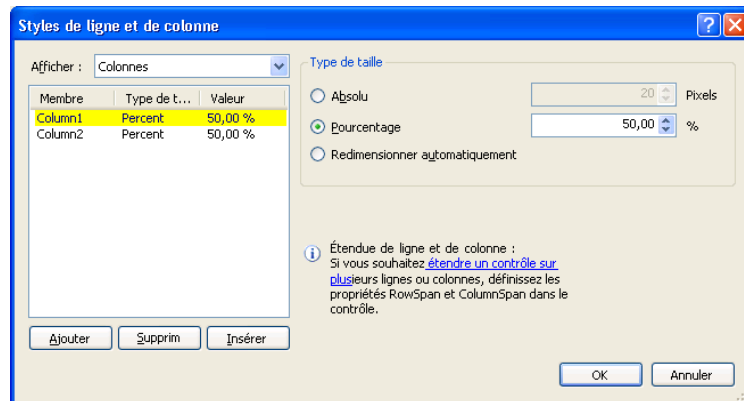 Styles de ligne et de colonne
Afficher : Colonnes
Membre Type de t... Valeur
Column1 Percent 50,00 %
Column2 Percent 50,00 %
Ajouter Supprim Insérer
Type de taille
Absolu 20 Pixels
Pourcentage 50,00 %
Redimensionner automatiquement
Étendue de ligne et de colonne :
Si vous souhaitez étendre un contrôle sur
plusieurs lignes ou colonnes, définissez les
propriétés RowSpan et ColumnSpan dans le
contrôle.
OK Annuler